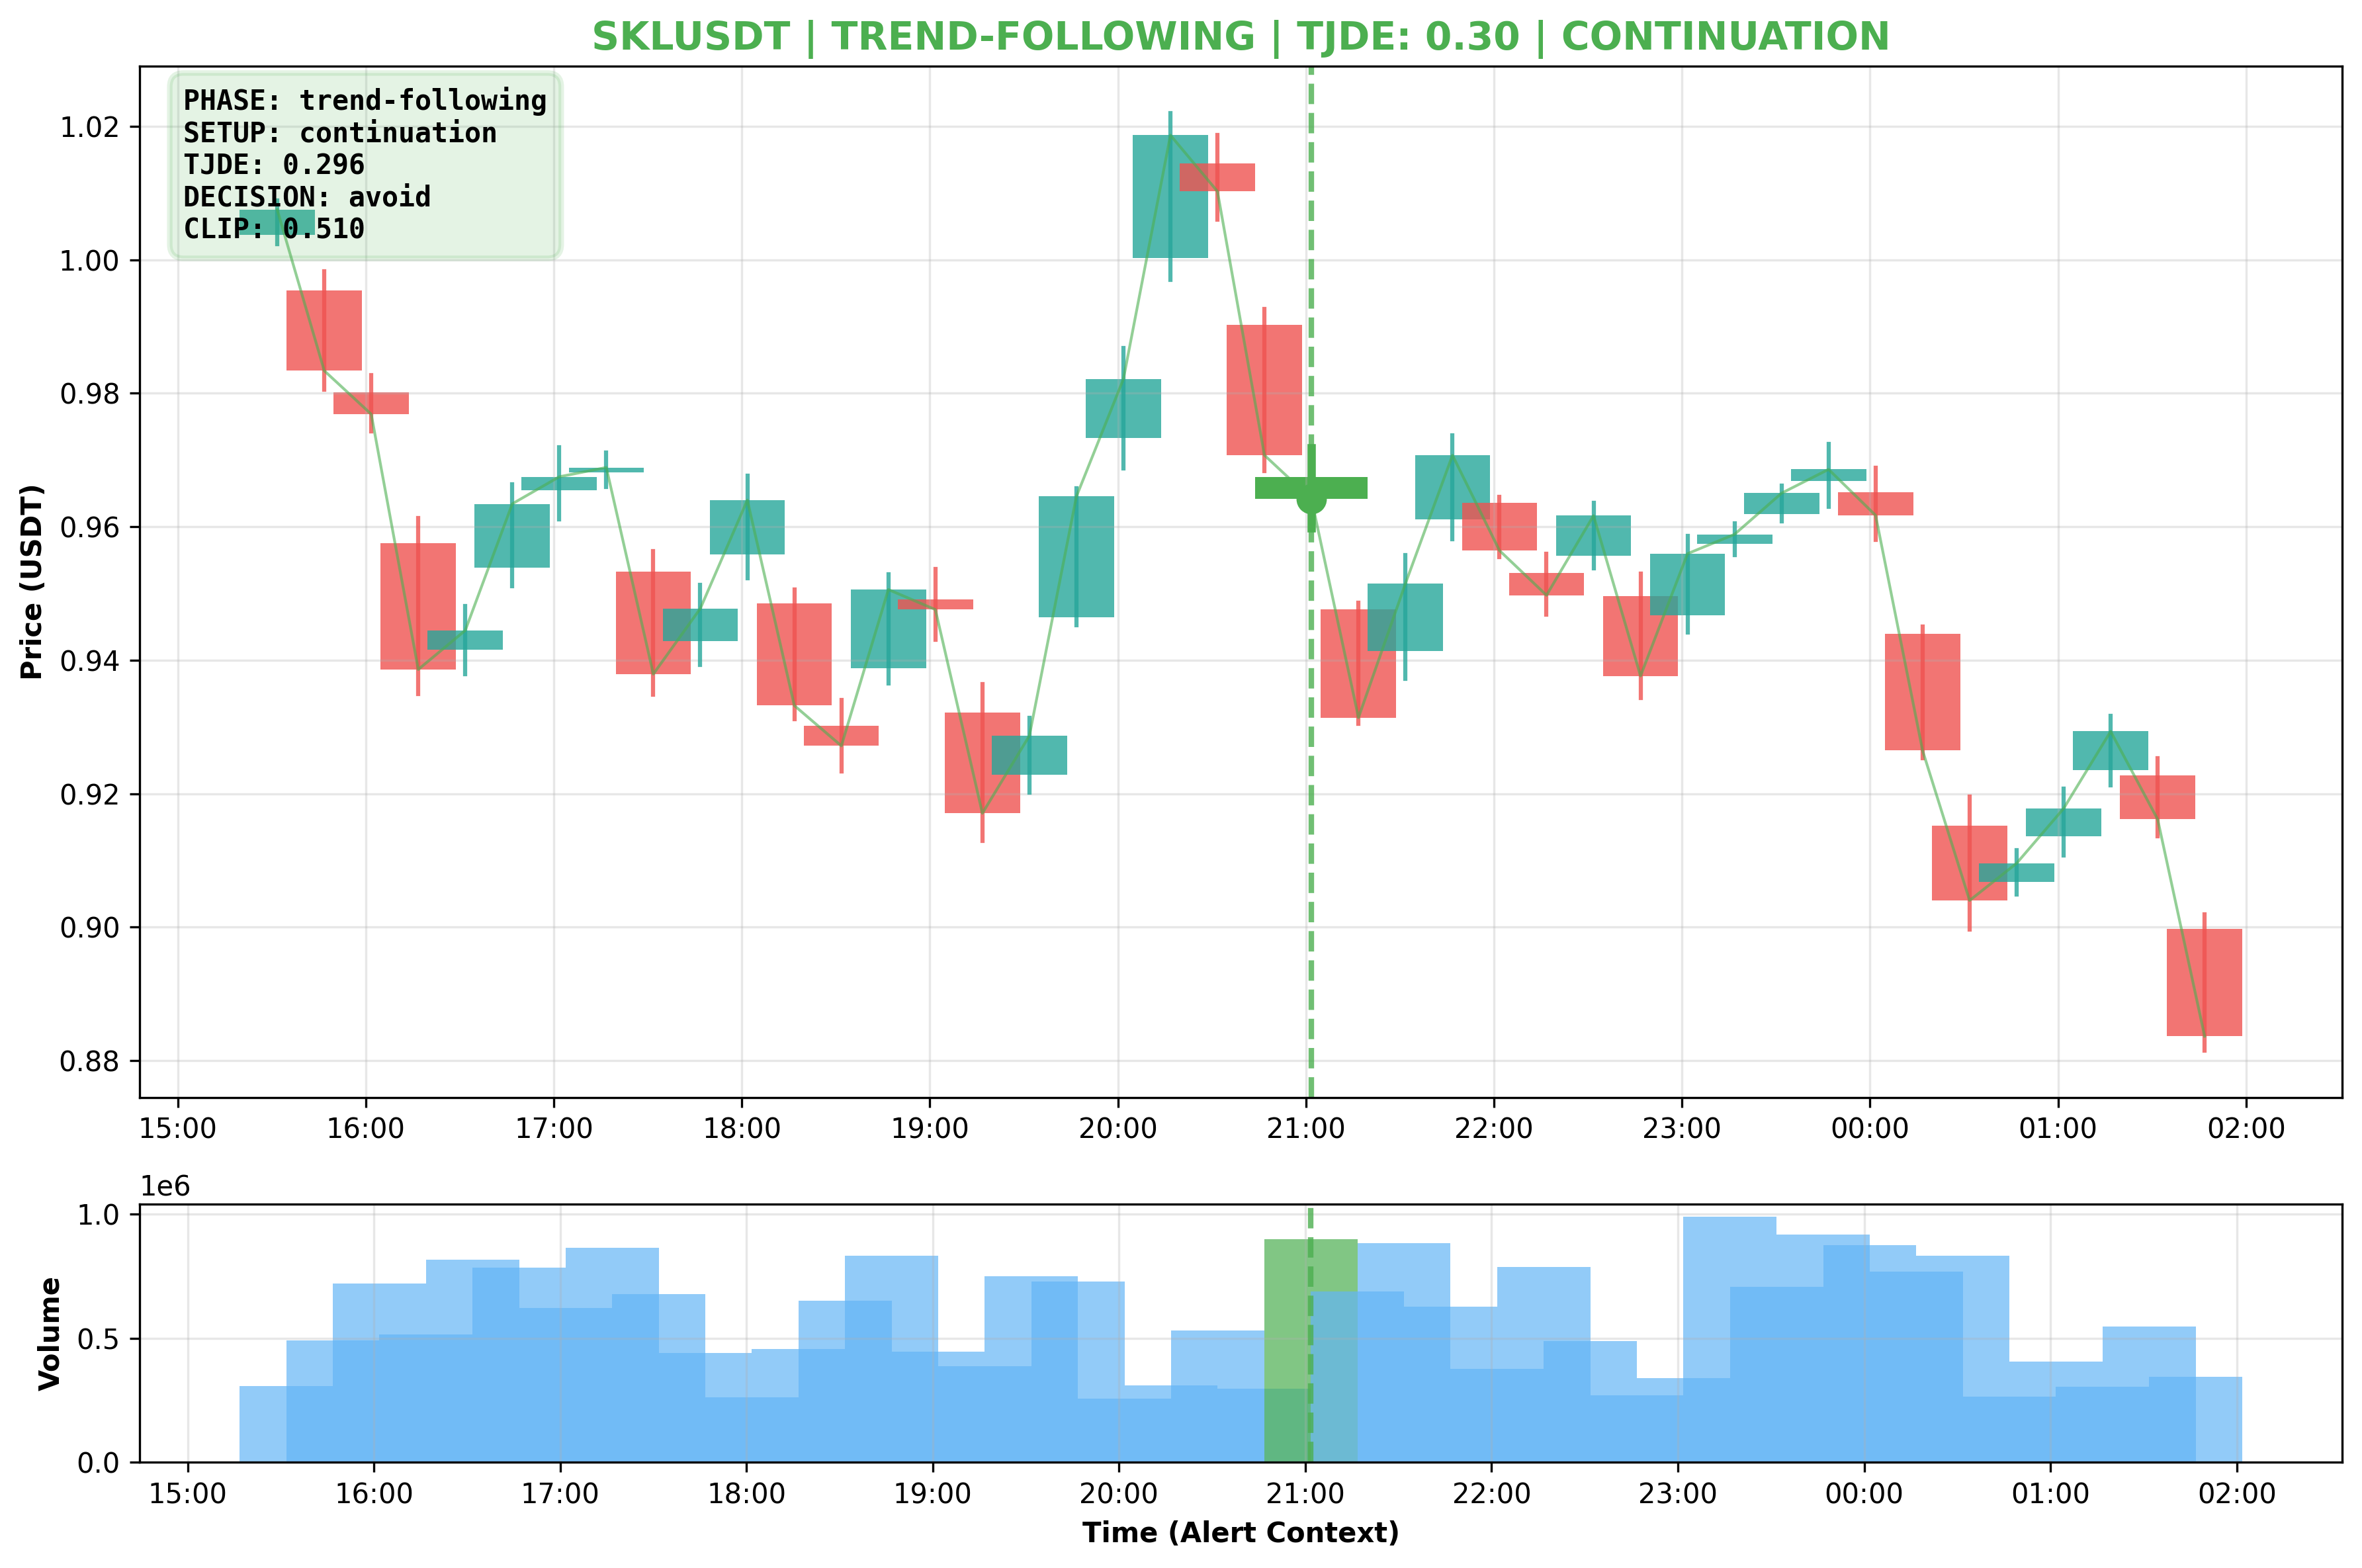 SKLUSDT | TREND-FOLLOWING | TJDE: 0.30 | CONTINUATION
PHASE: trend-following
SETUP: continuation
TJDE: 0.296
DECISION: avoid
CLIP: 0.510
Price (USDT)
1.02
1.00
0.98
0.96
0.94
0.92
0.90
0.88
15:00 16:00 17:00 18:00 19:00 20:00 21:00 22:00 23:00 00:00 01:00 02:00
1e6
Volume
1.0
0.5
0.0
15:00 16:00 17:00 18:00 19:00 20:00 21:00 22:00 23:00 00:00 01:00 02:00
Time (Alert Context)